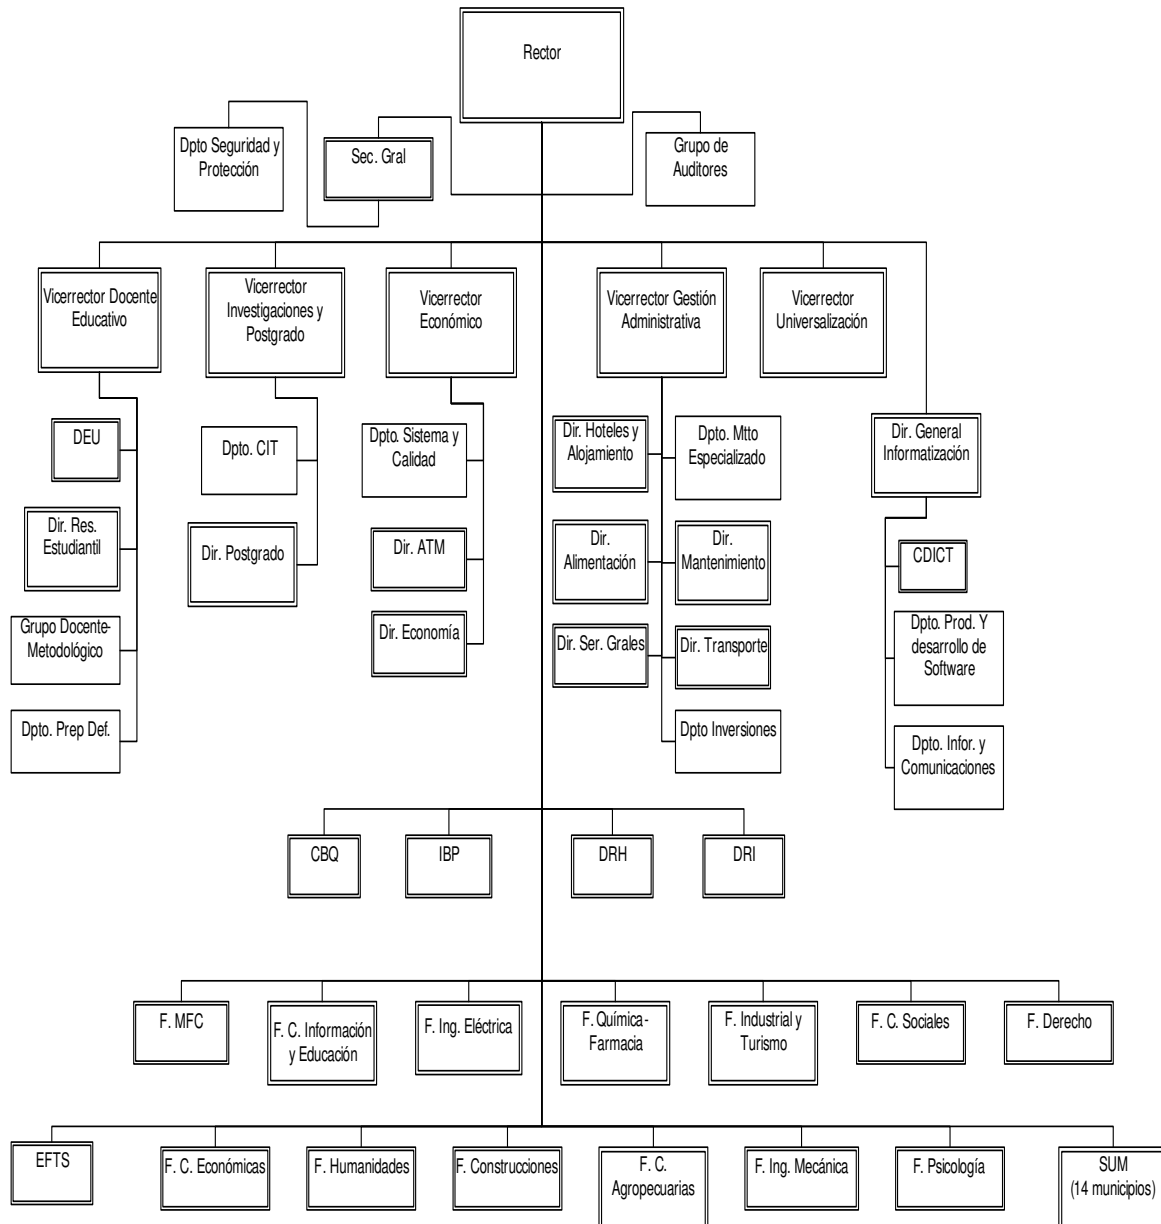 Rector
Dpto Seguridad y
Protección
Sec. Gral
Grupo de
Auditores
Vicerrector Docente
Educativo
Vicerrector
Investigaciones y
Postgrado
Vicerrector
Económico
Vicerrector Gestión
Administrativa
Vicerrector
Universalización
DEU
Dir. Res.
Estudiantil
Grupo Docente-
Metodológico
Dpto. Prep Def.
Dpto. CIT
Dir. Postgrado
Dpto. Sistema y
Calidad
Dir. ATM
Dir. Economía
Dir. Hoteles y
Alojamiento
Dpto. Mtto
Especializado
Dir.
Alimentación
Dir.
Mantenimiento
Dir. Ser. Grales
Dir. Transporte
Dpto Inversiones
Dir. General
Informatización
CDICT
Dpto. Prod. Y
desarrollo de
Software
Dpto. Infor. y
Comunicaciones
CBQ
IBP
DRH
DRI
F. MFC
F. C. Información
y Educación
F. Ing. Eléctrica
F. Química-
Farmacia
F. Industrial y
Turismo
F. C. Sociales
F. Derecho
EFTS
F. C. Económicas
F. Humanidades
F. Construcciones
F. C.
Agropecuarias
F. Ing. Mecánica
F. Psicología
SUM
(14 municipios)